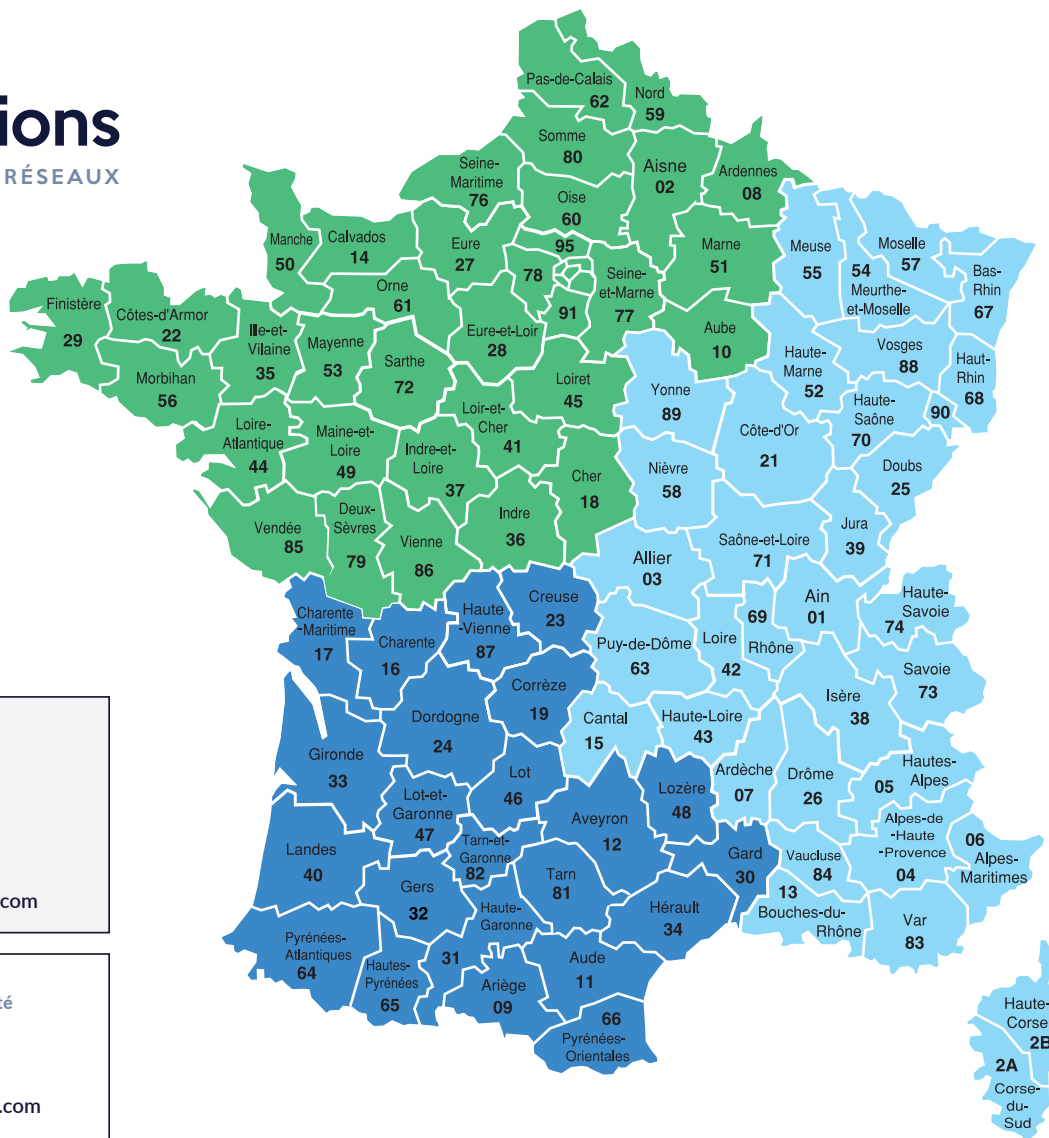 ions
RÉSEAUX
Pas-de-Calais
62
Nord
59
Somme
80
Aisne
02
Ardennes
08
Seine-
Maritime
76
Oise
60
Manche
50
Calvados
14
Eure
27
95
78
91
Seine-
et-Marne
77
Marne
51
Meuse
55
54
Meurthe-
et-Moselle
Moselle
57
Bas-
Rhin
67
Orne
61
Finistère
29
Côtes-d'Armor
22
Ille-et-
Vilaine
35
Mayenne
53
Sarthe
72
Eure-et-Loir
28
Aube
10
Haute-
Marne
52
Vosges
88
Haut-
Rhin
68
Morbihan
56
Loiret
45
Yonne
89
Loir-et-
Cher
41
Haute-
Saône
70
90
Loire-
Atlantique
44
Maine-et-
Loire
49
Indre-et-
Loire
37
Côte-d'Or
21
Nièvre
58
Doubs
25
Cher
18
Vendée
85
Deux-
Sèvres
79
Vienne
86
Indre
36
Jura
39
Saône-et-Loire
71
Allier
03
Charente
-Maritime
17
Charente
16
Haute
-Vienne
87
Creuse
23
Puy-de-Dôme
63
Loire
42
69
Rhône
Ain
01
Haute-
Savoie
74
Savoie
73
Isère
38
Corrèze
19
Dordogne
24
Cantal
15
Haute-Loire
43
Gironde
33
Lot
46
Lot-et-
Garonne
47
Aveyron
12
Lozère
48
Ardèche
07
Drôme
26
Hautes-
Alpes
05
Alpes-de
-Haute
-Provence
04
06
Alpes-
Maritimes
Landes
40
Tarn-et-
Garonne
82
Tarn
81
Gard
30
Vaucluse
84
13
Bouches-du-
Rhône
Var
83
Gers
32
Haute-
Garonne
31
Hérault
34
Pyrénées-
Atlantiques
64
Hautes-
Pyrénées
65
Ariège
09
Aude
11
66
Pyrénées-
Orientales
Haute-
Corse
2B
2A
Corse-
du-
Sud
com
té
.com